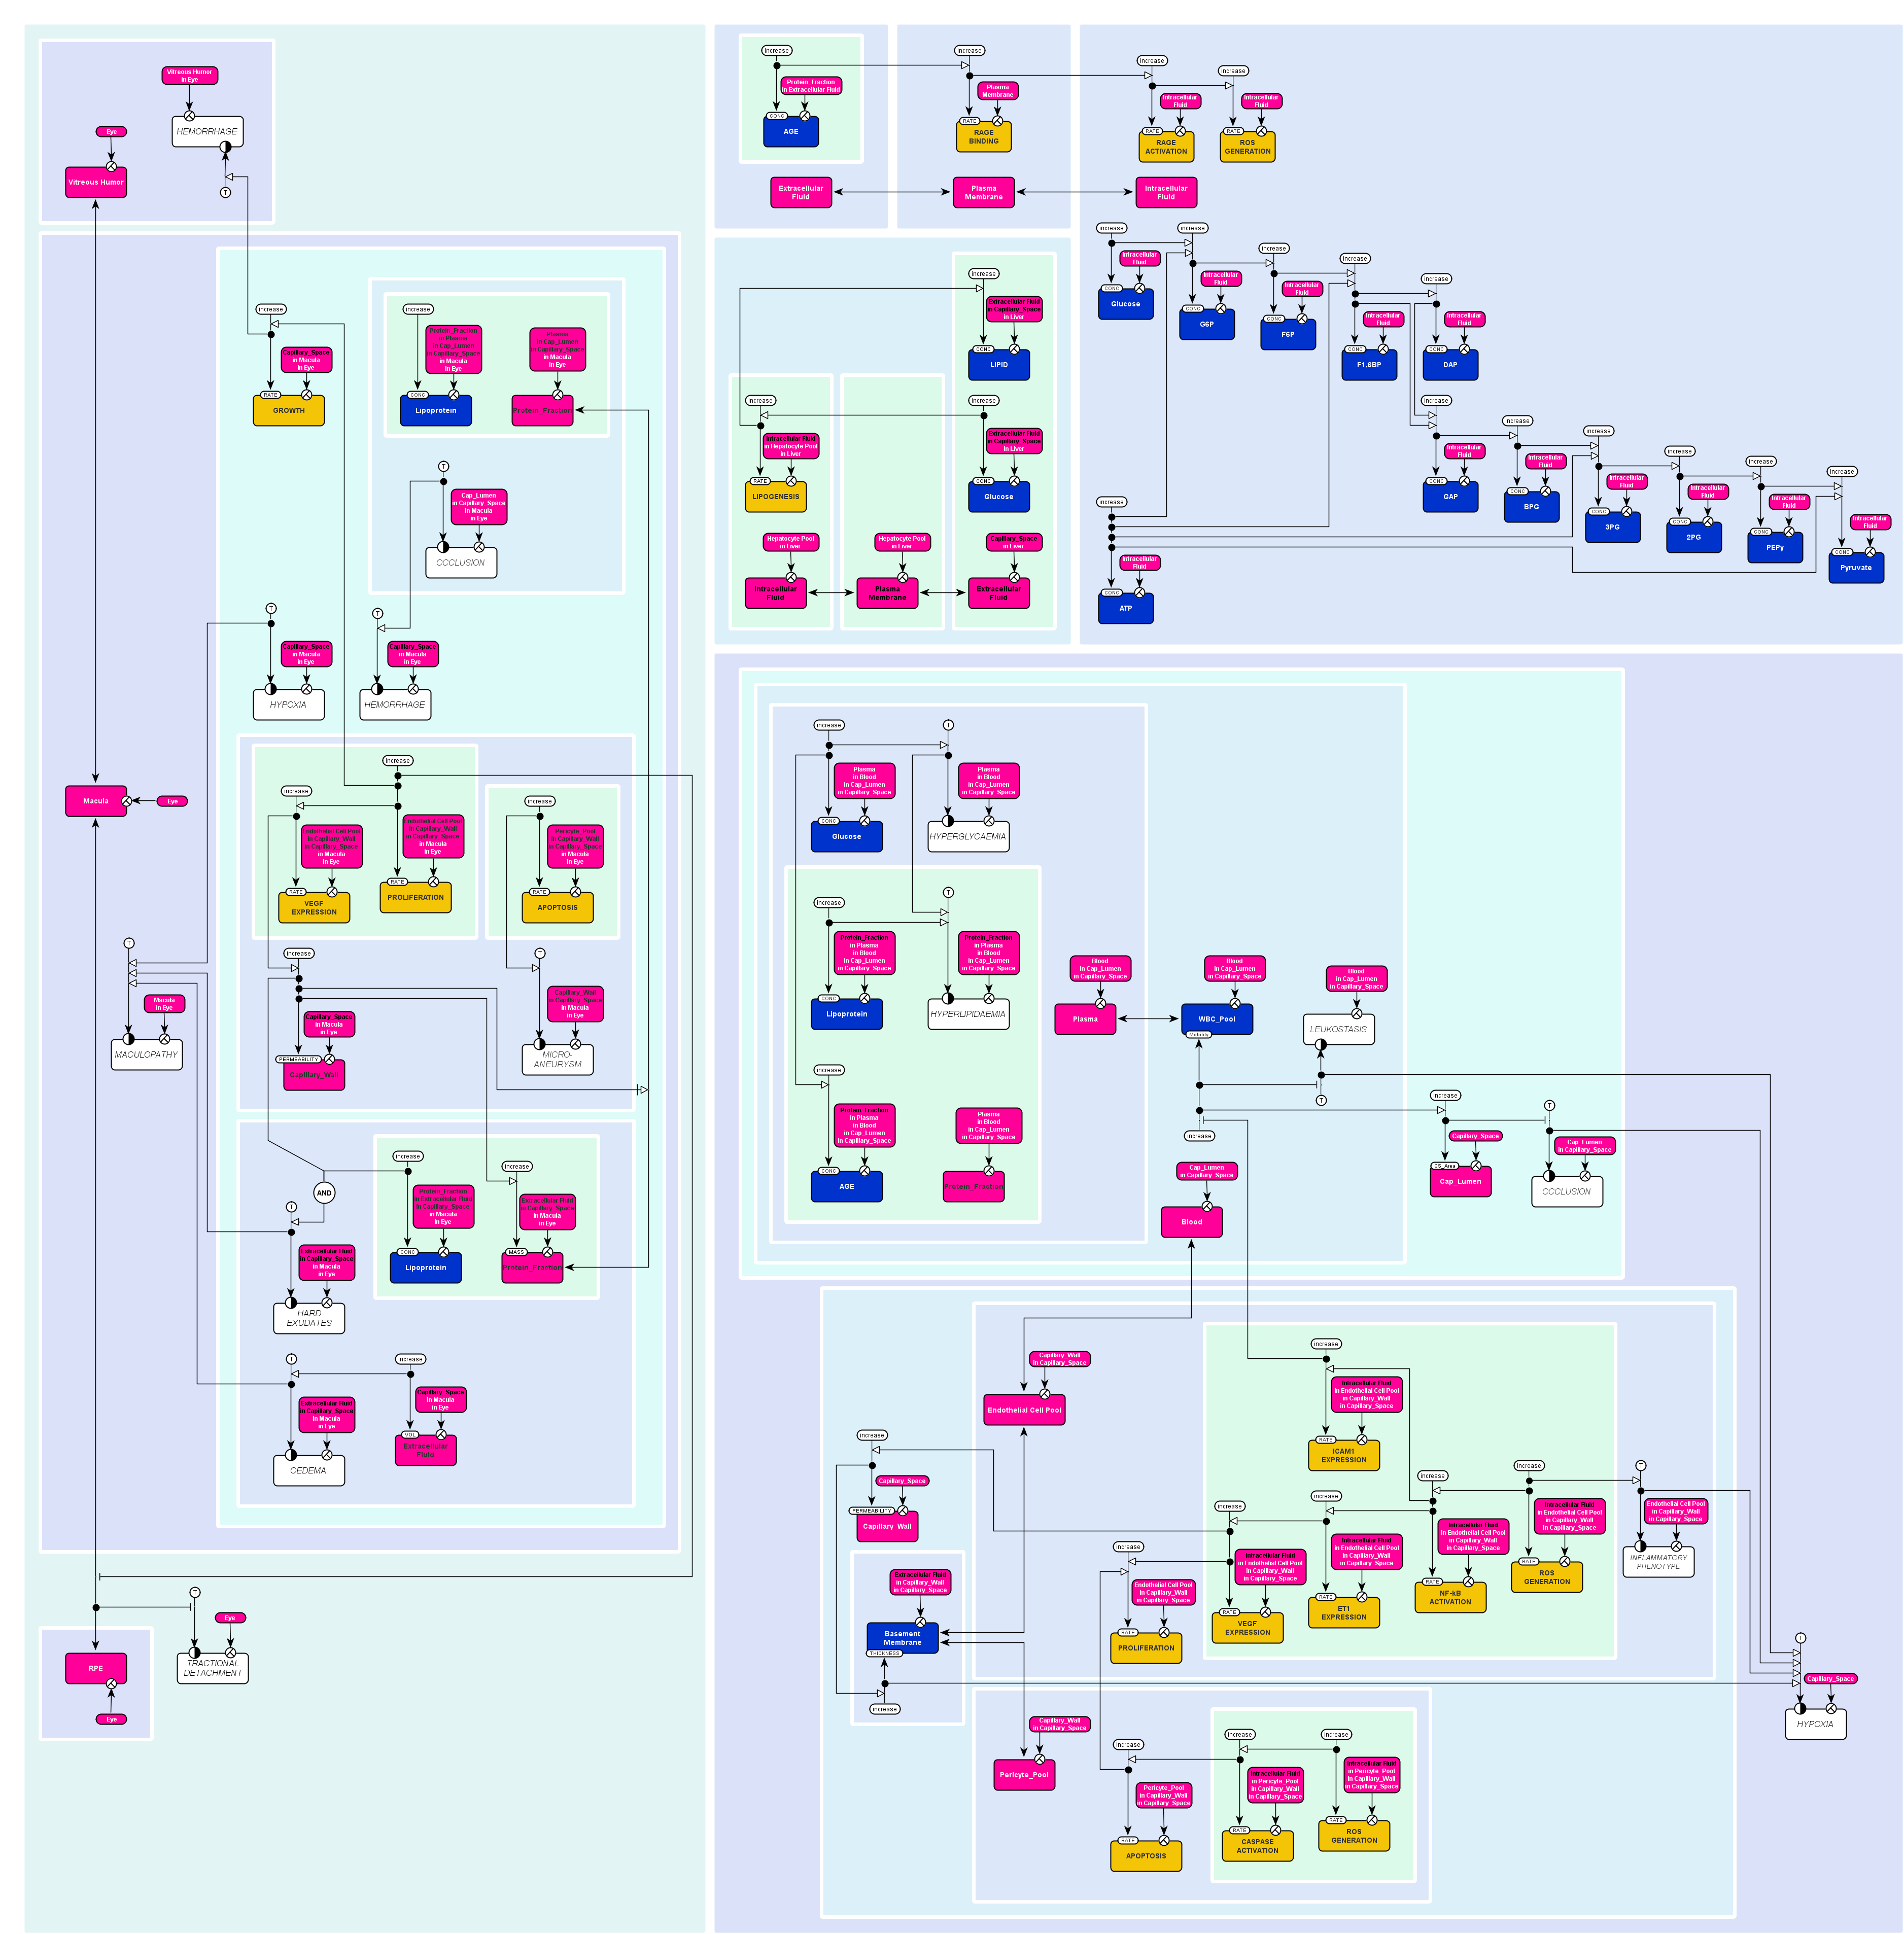 Vitreous Humor
in Eye
HEMORRHAGE
Eye
Vitreous Humor
T
increase
Capillary_Space
in Macula
in Eye
RATE
GROWTH
increase
Protein_Fraction
in Plasma
in Cap_Lumen
in Capillary_Space
in Macula
in Eye
CONC
Lipoprotein
Plasma
in Cap_Lumen
in Capillary_Space
in Macula
in Eye
Protein_Fraction
T
Cap_Lumen
in Capillary_Space
in Macula
in Eye
OCCLUSION
T
Capillary_Space
in Macula
in Eye
HYPOXIA
T
Capillary_Space
in Macula
in Eye
HEMORRHAGE
Macula
Eye
increase
Endothelial Cell Pool
in Capillary_Wall
in Capillary_Space
in Macula
in Eye
RATE
VEGF
EXPRESSION
increase
Endothelial Cell Pool
in Capillary_Wall
in Capillary_Space
in Macula
in Eye
RATE
PROLIFERATION
increase
Pericyte_Pool
in Capillary_Wall
in Capillary_Space
in Macula
in Eye
RATE
APOPTOSIS
T
Macula
in Eye
MACULOPATHY
increase
Capillary_Space
in Macula
in Eye
PERMEABILITY
Capillary_Wall
T
Capillary_Wall
in Capillary_Space
in Macula
in Eye
MICRO-
ANEURYSM
AND
T
Extracellular Fluid
in Capillary_Space
in Macula
in Eye
HARD
EXUDATES
increase
Protein_Fraction
in Extracellular Fluid
in Capillary_Space
in Macula
in Eye
CONC
Lipoprotein
increase
Extracellular Fluid
in Capillary_Space
in Macula
in Eye
MASS
Protein_Fraction
T
Extracellular Fluid
in Capillary_Space
in Macula
in Eye
OEDEMA
increase
Capillary_Space
in Macula
in Eye
VOL
Extracellular
Fluid
T
Eye
TRACTIONAL
DETACHMENT
RPE
Eye
increase
Protein_Fraction
in Extracellular Fluid
CONC
AGE
Extracellular
Fluid
increase
Plasma
Membrane
RATE
RAGE
BINDING
Plasma
Membrane
increase
Intracellular
Fluid
RATE
RAGE
ACTIVATION
increase
Intracellular
Fluid
RATE
ROS
GENERATION
Intracellular
Fluid
increase
Extracellular Fluid
in Capillary_Space
in Liver
CONC
LIPID
increase
Intracellular Fluid
in Hepatocyte Pool
in Liver
RATE
LIPOGENESIS
increase
Extracellular Fluid
in Capillary_Space
in Liver
CONC
Glucose
Hepatocyte Pool
in Liver
Intracellular
Fluid
Hepatocyte Pool
in Liver
Plasma
Membrane
Capillary_Space
in Liver
Extracellular
Fluid
increase
Intracellular
Fluid
CONC
Glucose
increase
Intracellular
Fluid
CONC
G6P
increase
Intracellular
Fluid
CONC
F6P
increase
Intracellular
Fluid
CONC
F1,6BP
increase
Intracellular
Fluid
CONC
DAP
increase
Intracellular
Fluid
CONC
GAP
increase
Intracellular
Fluid
CONC
BPG
increase
Intracellular
Fluid
CONC
3PG
increase
Intracellular
Fluid
CONC
2PG
increase
Intracellular
Fluid
CONC
PEPy
increase
Intracellular
Fluid
CONC
Pyruvate
increase
Intracellular
Fluid
CONC
ATP
increase
Plasma
in Blood
in Cap_Lumen
in Capillary_Space
CONC
Glucose
T
Plasma
in Blood
in Cap_Lumen
in Capillary_Space
HYPERGLYCAEMIA
increase
Protein_Fraction
in Plasma
in Blood
in Cap_Lumen
in Capillary_Space
CONC
Lipoprotein
T
Protein_Fraction
in Plasma
in Blood
in Cap_Lumen
in Capillary_Space
HYPERLIPIDAEMIA
increase
Protein_Fraction
in Plasma
in Blood
in Cap_Lumen
in Capillary_Space
CONC
AGE
Plasma
in Blood
in Cap_Lumen
in Capillary_Space
Protein_Fraction
Blood
in Cap_Lumen
in Capillary_Space
Plasma
Blood
in Cap_Lumen
in Capillary_Space
WBC_Pool
Mobility
increase
Blood
in Cap_Lumen
in Capillary_Space
LEUKOSTASIS
T
Cap_Lumen
in Capillary_Space
Blood
increase
Capillary_Space
CS_Area
Cap_Lumen
T
Cap_Lumen
in Capillary_Space
OCCLUSION
Capillary_Wall
in Capillary_Space
Endothelial Cell Pool
increase
Intracellular Fluid
in Endothelial Cell Pool
in Capillary_Wall
in Capillary_Space
RATE
ICAM1
EXPRESSION
increase
Capillary_Space
PERMEABILITY
Capillary_Wall
increase
Endothelial Cell Pool
in Capillary_Wall
in Capillary_Space
RATE
PROLIFERATION
increase
Intracellular Fluid
in Endothelial Cell Pool
in Capillary_Wall
in Capillary_Space
RATE
VEGF
EXPRESSION
increase
Intracellular Fluid
in Endothelial Cell Pool
in Capillary_Wall
in Capillary_Space
RATE
ET1
EXPRESSION
increase
Intracellular Fluid
in Endothelial Cell Pool
in Capillary_Wall
in Capillary_Space
RATE
NF-kB
ACTIVATION
increase
Intracellular Fluid
in Endothelial Cell Pool
in Capillary_Wall
in Capillary_Space
RATE
ROS
GENERATION
T
Endothelial Cell Pool
in Capillary_Wall
in Capillary_Space
INFLAMMATORY
PHENOTYPE
Extracellular Fluid
in Capillary_Wall
in Capillary_Space
Basement
Membrane
THICKNESS
increase
T
Capillary_Space
HYPOXIA
Capillary_Wall
in Capillary_Space
Pericyte_Pool
increase
Pericyte_Pool
in Capillary_Wall
in Capillary_Space
RATE
APOPTOSIS
increase
Intracellular Fluid
in Pericyte_Pool
in Capillary_Wall
in Capillary_Space
RATE
CASPASE
ACTIVATION
increase
Intracellular Fluid
in Pericyte_Pool
in Capillary_Wall
in Capillary_Space
RATE
ROS
GENERATION